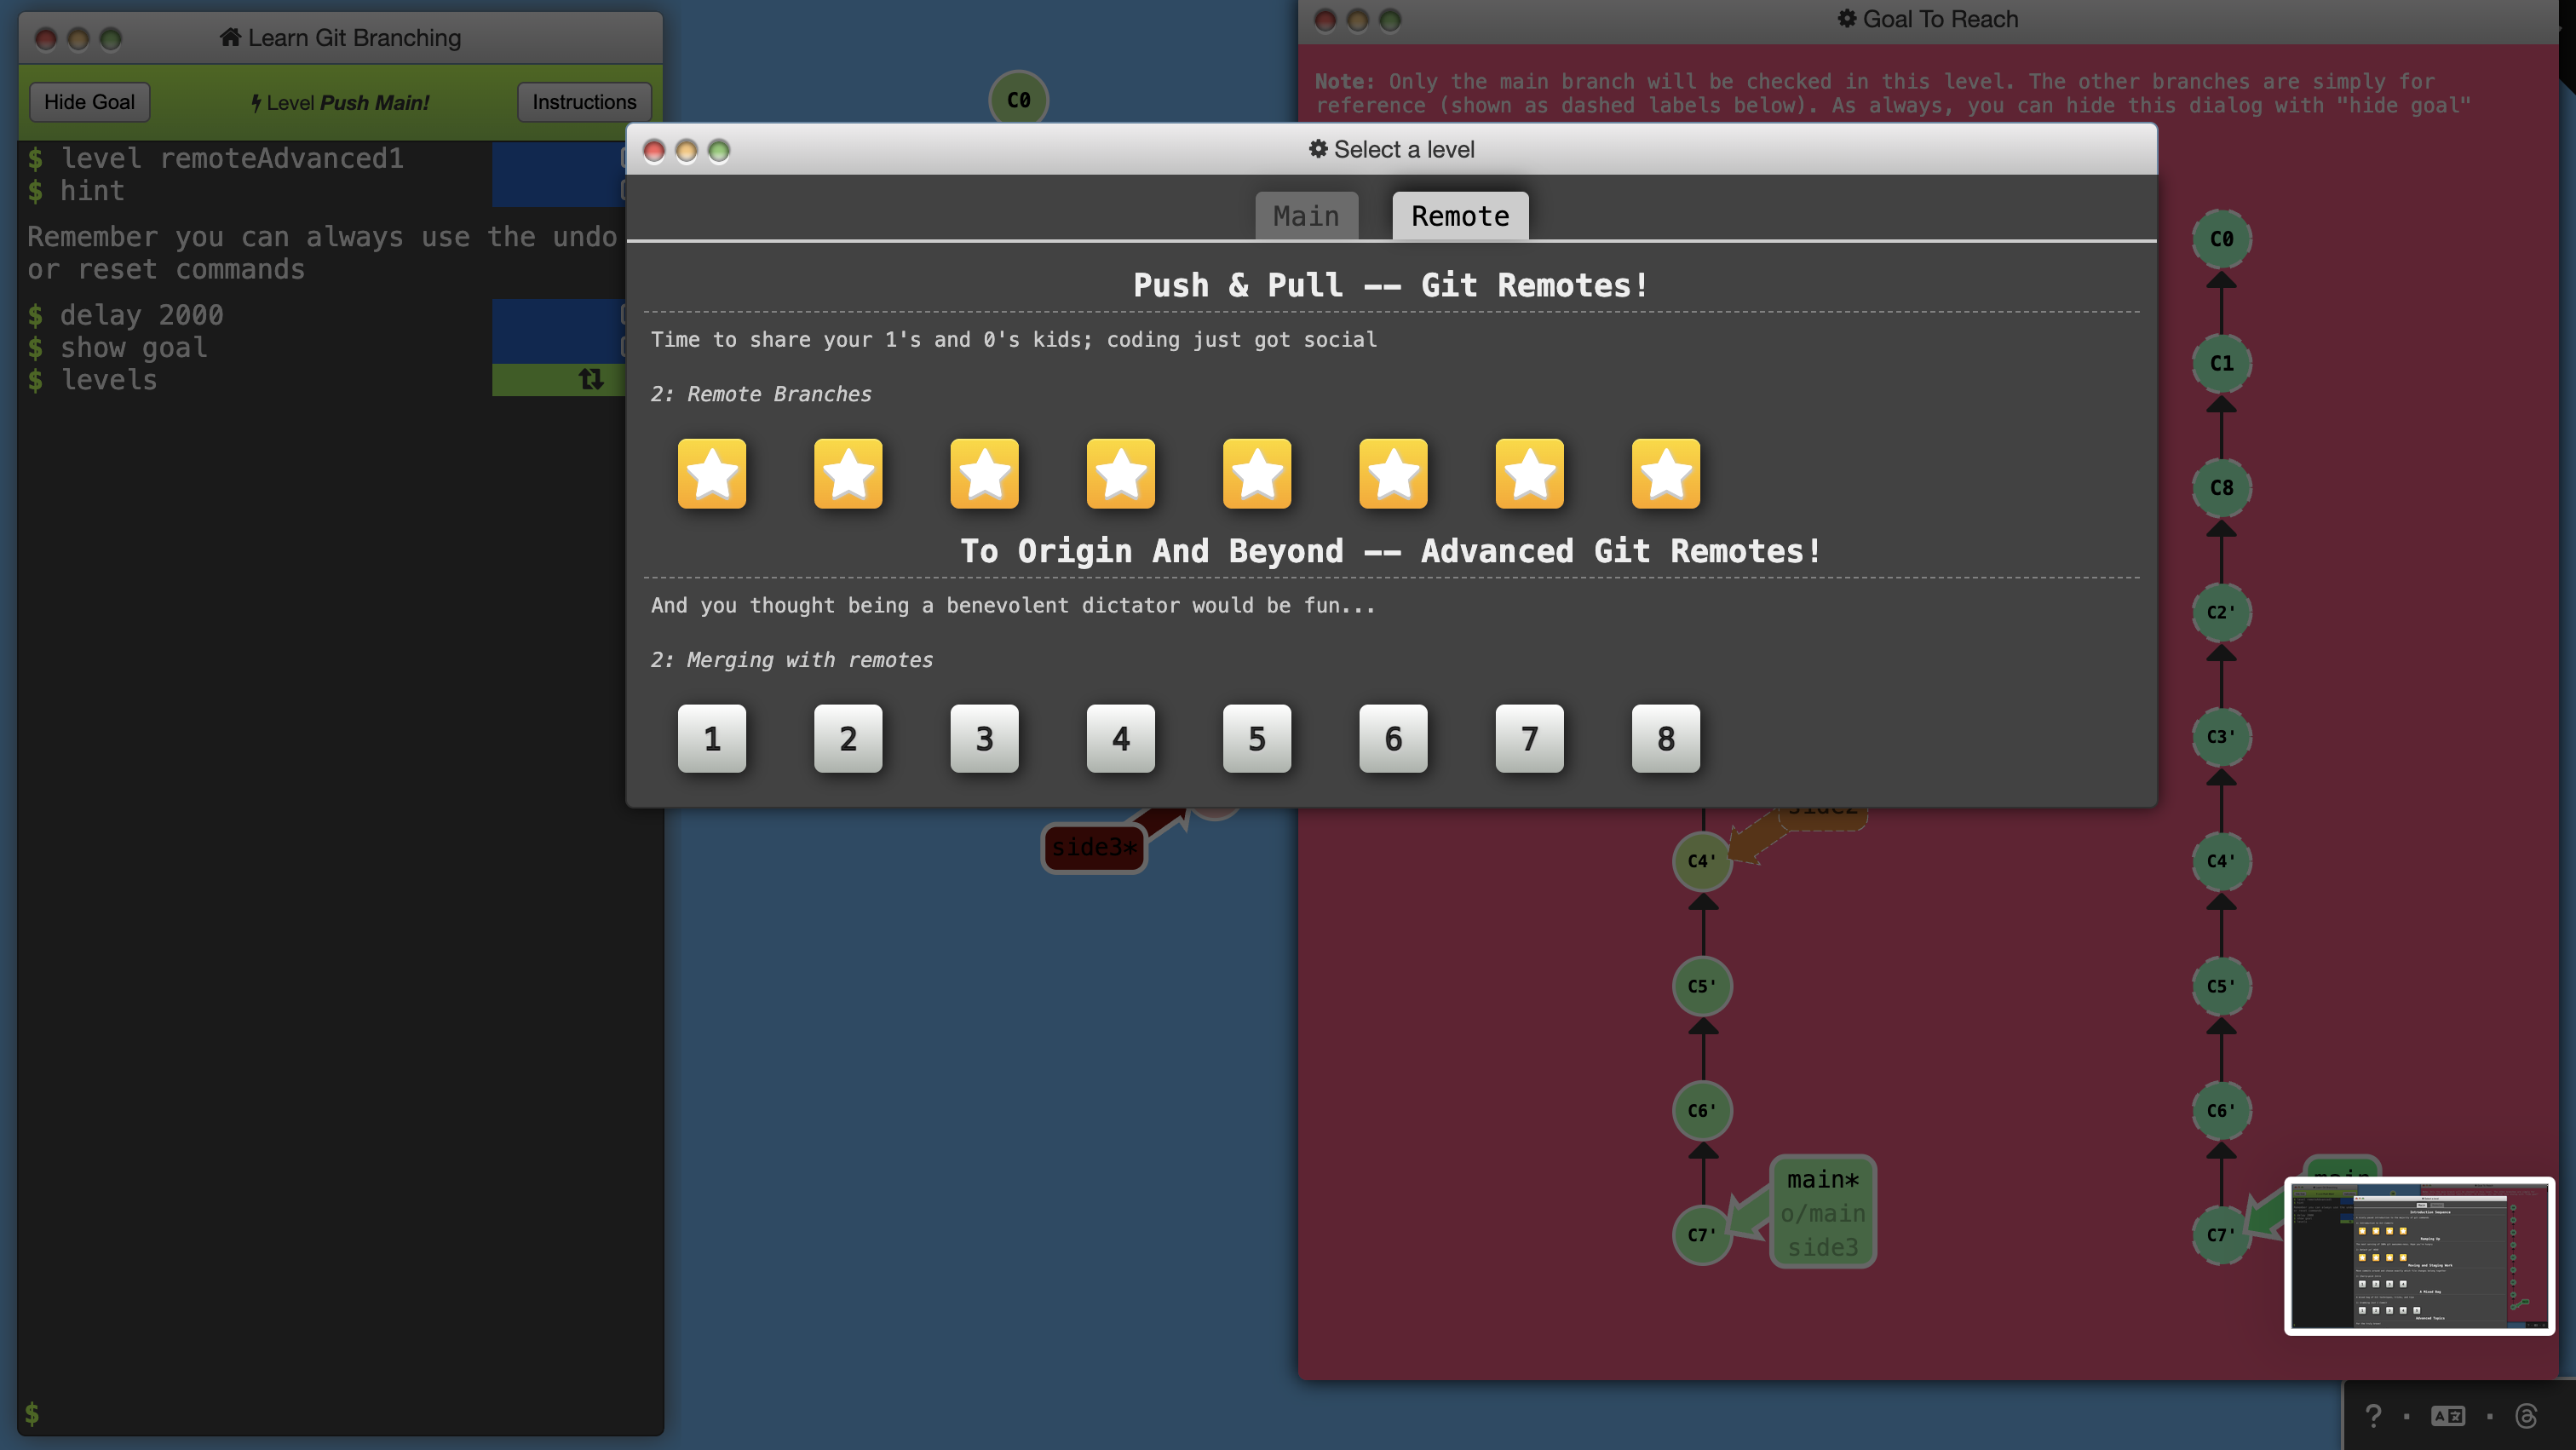 Learn Git Branching
Hide Goal
Level Push Main!
Instructions
$ level remoteAdvanced1
$ hint
Remember you can always use the undo
or reset commands
$ delay 2000
$ show goal
$ levels
$
C0
side3*
Goal To Reach
Note: Only the main branch will be checked in this level. The other branches are simply for
reference (shown as dashed labels below). As always, you can hide this dialog with "hide goal"
Select a level
Main
Remote
Push & Pull -- Git Remotes!
Time to share your 1's and 0's kids; coding just got social
2: Remote Branches
To Origin And Beyond -- Advanced Git Remotes!
And you thought being a benevolent dictator would be fun...
2: Merging with remotes
1 2 3 4 5 6 7 8
side2
C4'
C5'
C6'
C7'
main*
o/main
side3
C0
C1
C8
C2'
C3'
C4'
C5'
C6'
C7'
main
?